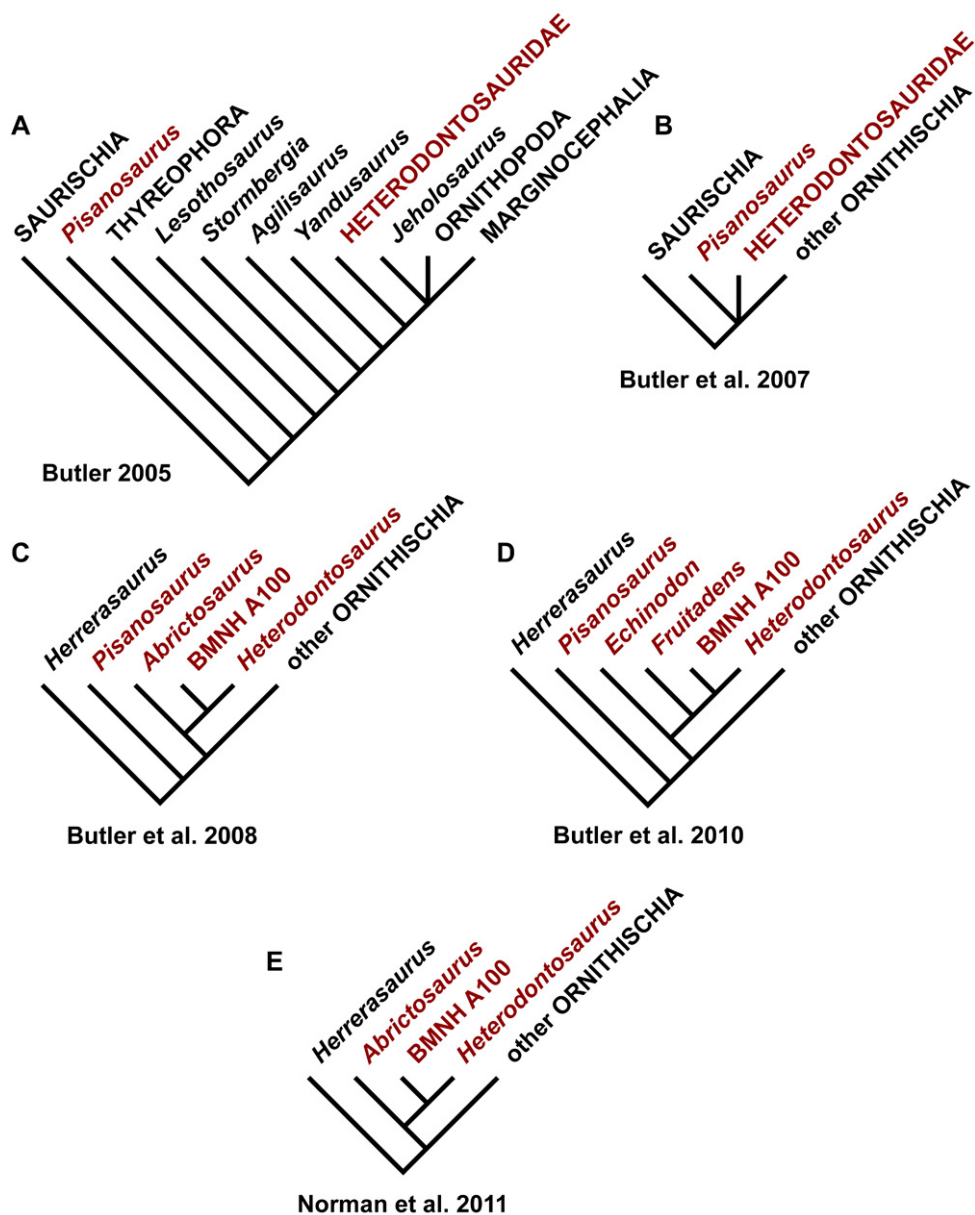 A
SAURISCHIA
Pisanosaurus
THYREOPHORA
Lesothosaurus
Stormbergia
Agilisaurus
Yandusaurus
HETERODONTOSAURIDAE
Jeholosaurus
ORNITHOPODA
MARGINOCEPHALIA
Butler 2005
B
SAURISCHIA
Pisanosaurus
HETERODONTOSAURIDAE
other ORNITHISCHIA
Butler et al. 2007
C
Herrerasaurus
Pisanosaurus
Abrictosaurus
BMNH A100
Heterodontosaurus
other ORNITHISCHIA
Butler et al. 2008
D
Herrerasaurus
Pisanosaurus
Echinodon
Fruitadens
BMNH A100
Heterodontosaurus
other ORNITHISCHIA
Butler et al. 2010
E
Herrerasaurus
Abrictosaurus
BMNH A100
Heterodontosaurus
other ORNITHISCHIA
Norman et al. 2011